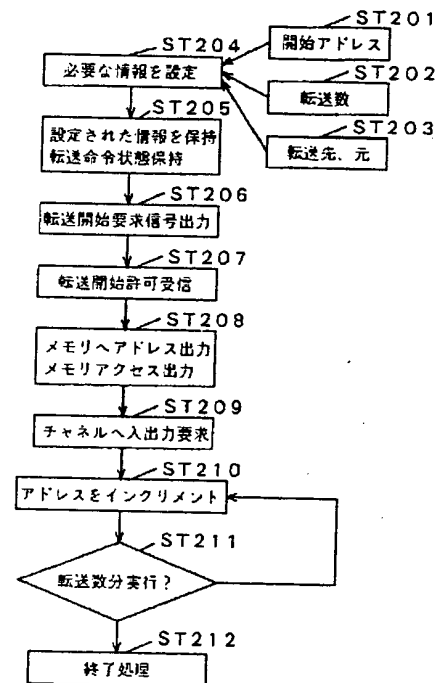 ST201
開始アドレス
ST202
転送数
ST203
転送先、元
ST204
必要な情報を設定
ST205
設定された情報を保持
転送命令状態保持
ST206
転送開始要求信号出力
ST207
転送開始許可受信
ST208
メモリへアドレス出力
メモリアクセス出力
ST209
チャネルへ入出力要求
ST210
アドレスをインクリメント
ST211
転送数分実行？
ST212
終了処理